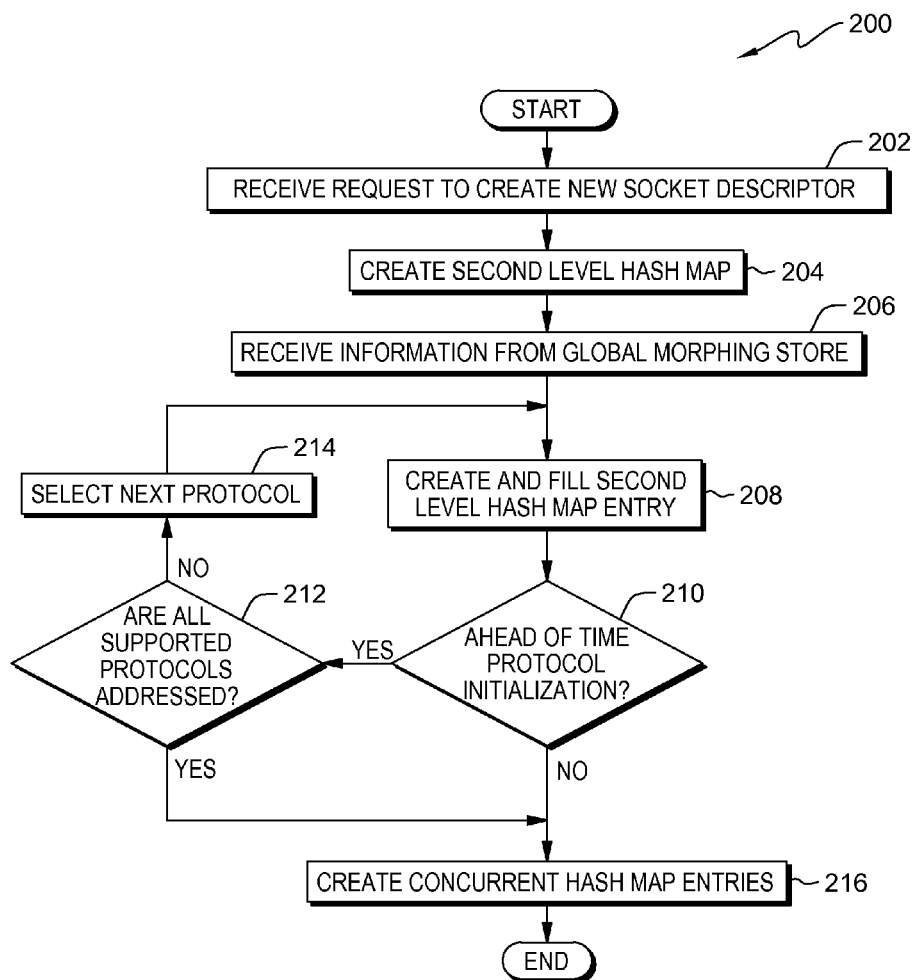 200
START
202
RECEIVE REQUEST TO CREATE NEW SOCKET DESCRIPTOR
CREATE SECOND LEVEL HASH MAP
204
206
RECEIVE INFORMATION FROM GLOBAL MORPHING STORE
214
SELECT NEXT PROTOCOL
CREATE AND FILL SECOND
LEVEL HASH MAP ENTRY
208
NO
212
ARE ALL
SUPPORTED
PROTOCOLS
ADDRESSED?
YES
210
AHEAD OF TIME
PROTOCOL
INITIALIZATION?
YES
NO
CREATE CONCURRENT HASH MAP ENTRIES
216
END